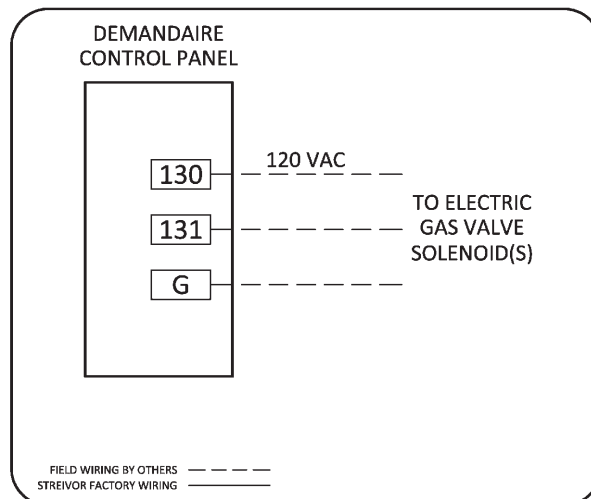 DEMANDAIRE
CONTROL PANEL
130
120 VAC
131
G
TO ELECTRIC
GAS VALVE
SOLENOID(S)
FIELD WIRING BY OTHERS
STREIVOR FACTORY WIRING